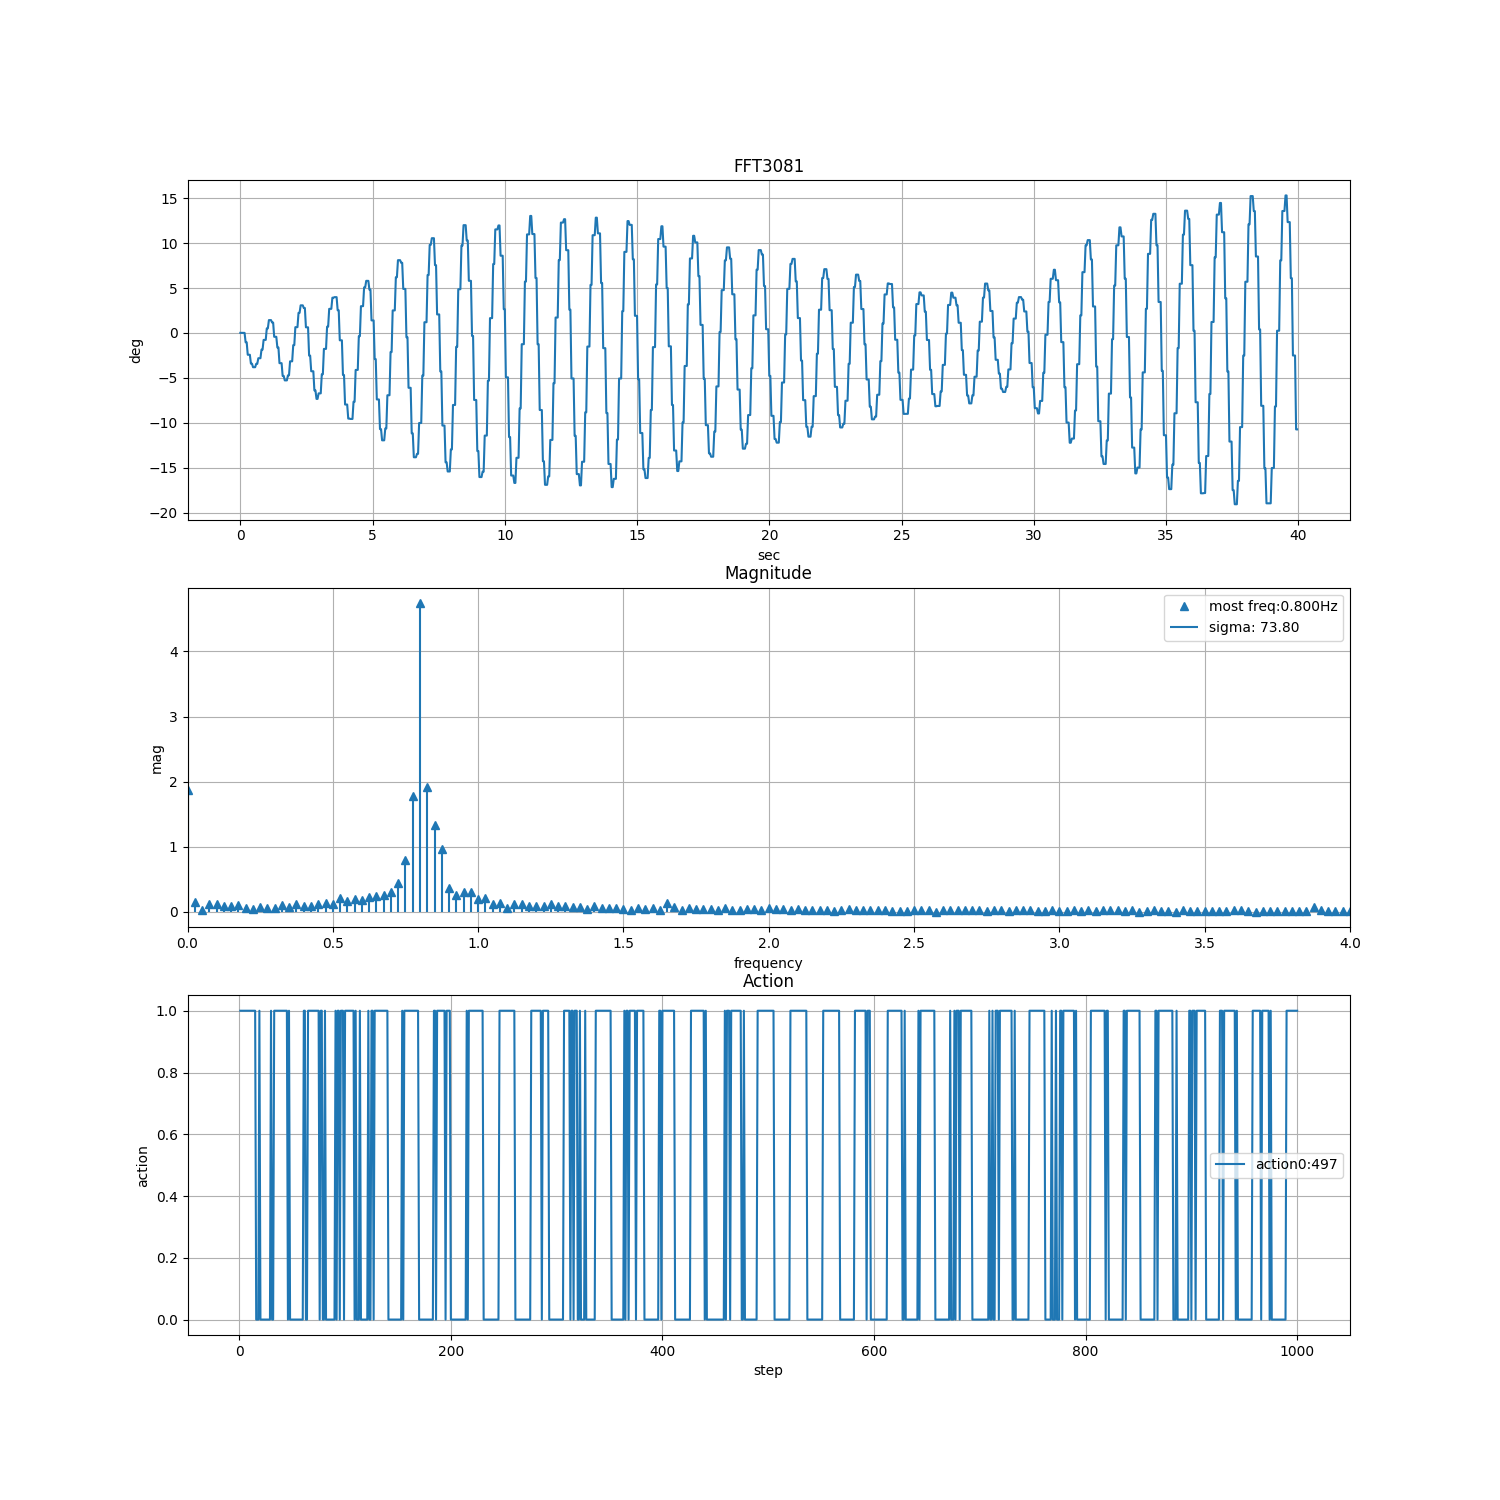 FFT3081
15
10
5
0
−5
−10
−15
−20
deg
0 5 10 15 20 25 30 35 40
sec
Magnitude
most freq:0.800Hz
sigma: 73.80
4
3
2
1
0
mag
0.0 0.5 1.0 1.5 2.0 2.5 3.0 3.5 4.0
frequency
Action
1.0
0.8
0.6
0.4
0.2
0.0
action
action0:497
0 200 400 600 800 1000
step